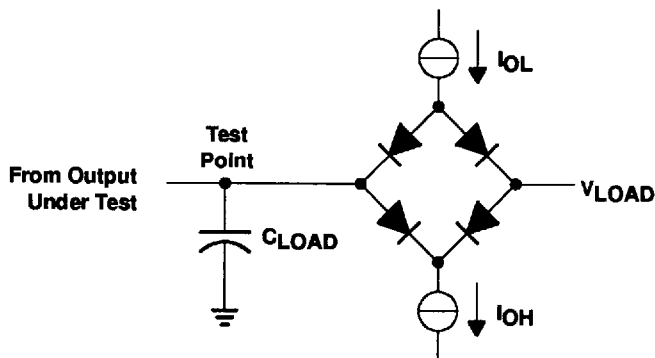 IOL
Test
Point
From Output
Under Test
VLOAD
CLOAD
IOH